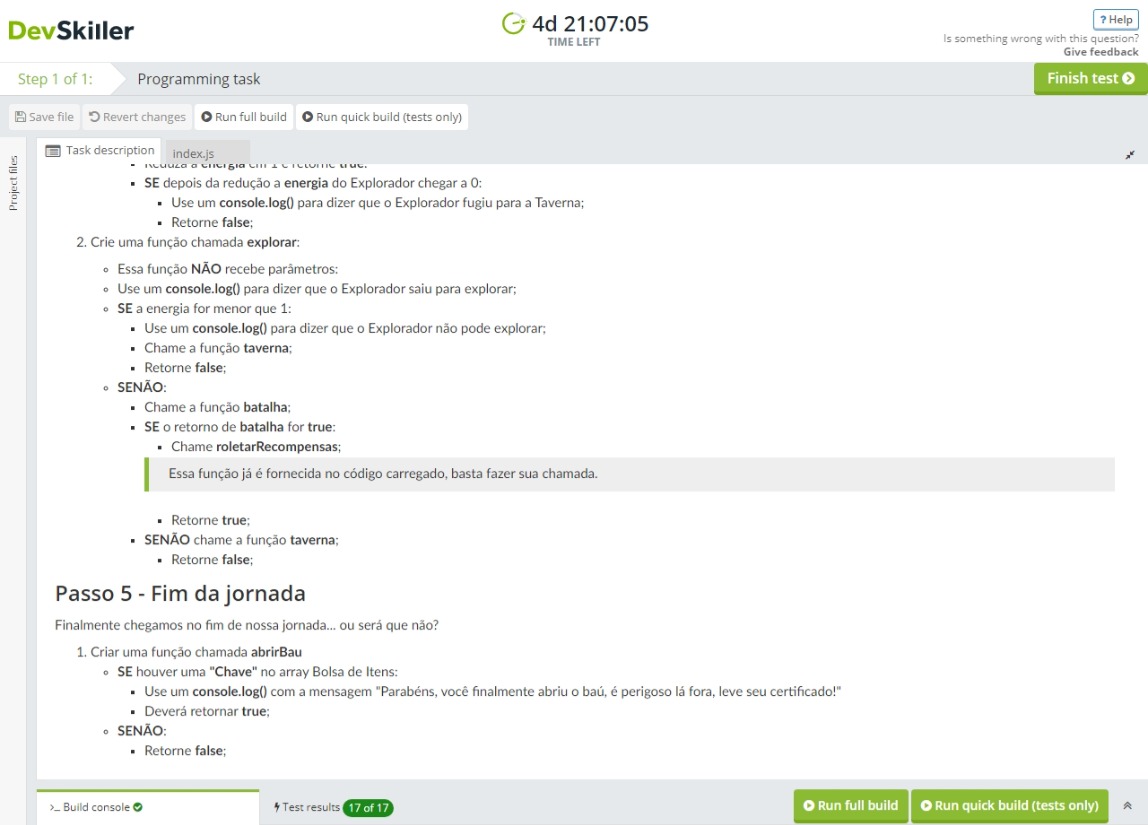 DevSkiller
4d 21:07:05
TIME LEFT
? Help
Is something wrong with this question?
Give feedback
Step 1 of 1:
Programming task
Finish test
Save file
Revert changes
Run full build
Run quick build (tests only)
Project files
Task description
index.js
Reduza a energia em 1 e retorne true.
SE depois da redução a energia do Explorador chegar a 0:
Use um console.log() para dizer que o Explorador fugiu para a Taverna;
Retorne false;
2. Crie uma função chamada explorar:
Essa função NÃO recebe parâmetros:
Use um console.log() para dizer que o Explorador saiu para explorar;
SE a energia for menor que 1:
Use um console.log() para dizer que o Explorador não pode explorar;
Chame a função taverna;
Retorne false;
SENÃO:
Chame a função batalha;
SE o retorno de batalha for true:
Chame roletarRecompensas;
Essa função já é fornecida no código carregado, basta fazer sua chamada.
Retorne true;
SENÃO chame a função taverna;
Retorne false;
Passo 5 - Fim da jornada
Finalmente chegamos no fim de nossa jornada... ou será que não?
1. Criar uma função chamada abrirBau
SE houver uma "Chave" no array Bolsa de Itens:
Use um console.log() com a mensagem "Parabéns, você finalmente abriu o baú, é perigoso lá fora, leve seu certificado!"
Deverá retornar true;
SENÃO:
Retorne false;
>_ Build console
Test results 17 of 17
Run full build
Run quick build (tests only)